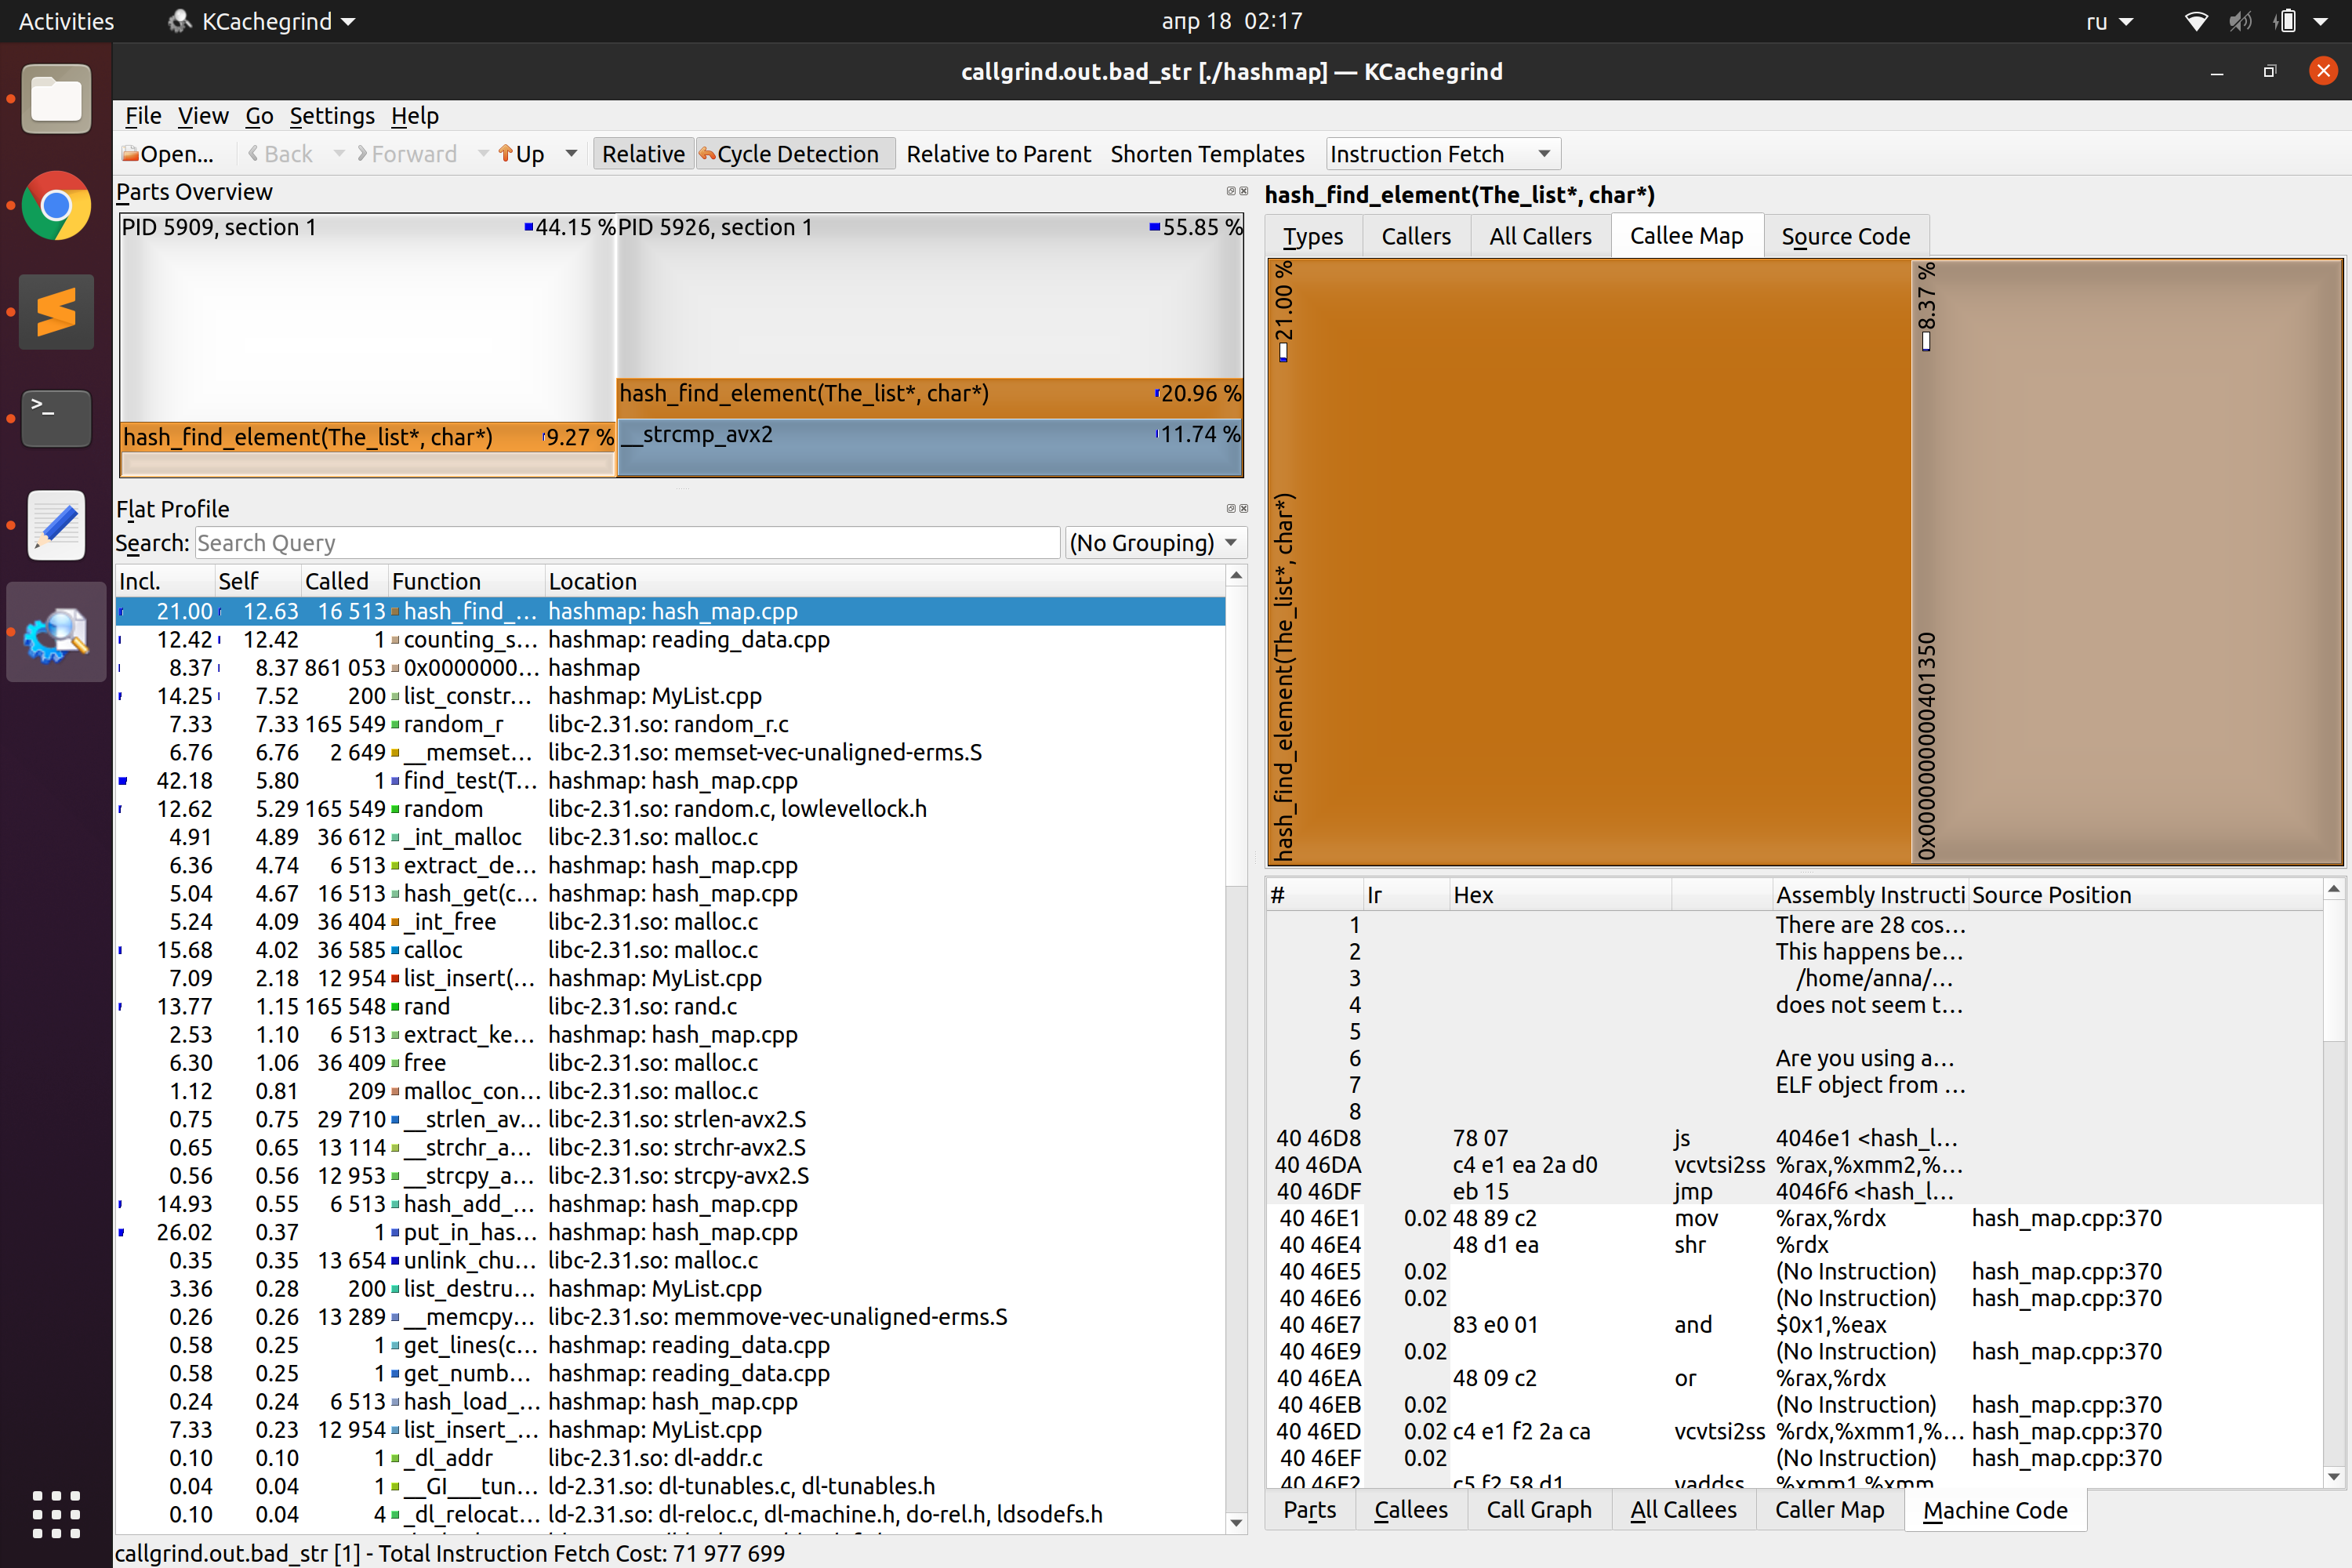 Activities
KCachegrind
апр 18 02:17
ru
callgrind.out.bad_str [./hashmap] — KCachegrind
File View Go Settings Help
Open... Back Forward Up Relative Cycle Detection Relative to Parent Shorten Templates Instruction Fetch
Parts Overview
PID 5909, section 1 44.15 %
hash_find_element(The_list*, char*) 9.27 %
PID 5926, section 1 55.85 %
hash_find_element(The_list*, char*) 20.96 %
__strcmp_avx2 11.74 %
Flat Profile
Search: Search Query (No Grouping)
Incl. Self Called Function Location
21.00 12.63 16 513 hash_find_... hashmap: hash_map.cpp
12.42 12.42 1 counting_s... hashmap: reading_data.cpp
8.37 8.37 861 053 0x0000000... hashmap
14.25 7.52 200 list_constr... hashmap: MyList.cpp
7.33 7.33 165 549 random_r libc-2.31.so: random_r.c
6.76 6.76 2 649 __memset... libc-2.31.so: memset-vec-unaligned-erms.S
42.18 5.80 1 find_test(T... hashmap: hash_map.cpp
12.62 5.29 165 549 random libc-2.31.so: random.c, lowlevellock.h
4.91 4.89 36 612 _int_malloc libc-2.31.so: malloc.c
6.36 4.74 6 513 extract_de... hashmap: hash_map.cpp
5.04 4.67 16 513 hash_get(c... hashmap: hash_map.cpp
5.24 4.09 36 404 _int_free libc-2.31.so: malloc.c
15.68 4.02 36 585 calloc libc-2.31.so: malloc.c
7.09 2.18 12 954 list_insert(... hashmap: MyList.cpp
13.77 1.15 165 548 rand libc-2.31.so: rand.c
2.53 1.10 6 513 extract_ke... hashmap: hash_map.cpp
6.30 1.06 36 409 free libc-2.31.so: malloc.c
1.12 0.81 209 malloc_con... libc-2.31.so: malloc.c
0.75 0.75 29 710 __strlen_av... libc-2.31.so: strlen-avx2.S
0.65 0.65 13 114 __strchr_a... libc-2.31.so: strchr-avx2.S
0.56 0.56 12 953 __strcpy_a... libc-2.31.so: strcpy-avx2.S
14.93 0.55 6 513 hash_add_... hashmap: hash_map.cpp
26.02 0.37 1 put_in_has... hashmap: hash_map.cpp
0.35 0.35 13 654 unlink_chu... libc-2.31.so: malloc.c
3.36 0.28 200 list_destru... hashmap: MyList.cpp
0.26 0.26 13 289 __memcpy... libc-2.31.so: memmove-vec-unaligned-erms.S
0.58 0.25 1 get_lines(c... hashmap: reading_data.cpp
0.58 0.25 1 get_numb... hashmap: reading_data.cpp
0.24 0.24 6 513 hash_load_... hashmap: hash_map.cpp
7.33 0.23 12 954 list_insert_... hashmap: MyList.cpp
0.10 0.10 1 _dl_addr libc-2.31.so: dl-addr.c
0.04 0.04 1 __GI___tun... ld-2.31.so: dl-tunables.c, dl-tunables.h
0.10 0.04 4 _dl_relocat... ld-2.31.so: dl-reloc.c, dl-machine.h, do-rel.h, ldsodefs.h
callgrind.out.bad_str [1] - Total Instruction Fetch Cost: 71 977 699
hash_find_element(The_list*, char*)
Types Callers All Callers Callee Map Source Code
hash_find_element(The_list*, char*) 21.00 %
0x0000000000401350 8.37 %
# Ir Hex Assembly Instructi Source Position
1 There are 28 cos...
2 This happens be...
3 /home/anna/...
4 does not seem t...
5
6 Are you using a...
7 ELF object from ...
8
40 46D8 78 07 js 4046e1 <hash_l...
40 46DA c4 e1 ea 2a d0 vcvtsi2ss %rax,%xmm2,%...
40 46DF eb 15 jmp 4046f6 <hash_l...
40 46E1 0.02 48 89 c2 mov %rax,%rdx hash_map.cpp:370
40 46E4 48 d1 ea shr %rdx
40 46E5 0.02 (No Instruction) hash_map.cpp:370
40 46E6 0.02 (No Instruction) hash_map.cpp:370
40 46E7 83 e0 01 and $0x1,%eax
40 46E9 0.02 (No Instruction) hash_map.cpp:370
40 46EA 48 09 c2 or %rax,%rdx
40 46EB 0.02 (No Instruction) hash_map.cpp:370
40 46ED 0.02 c4 e1 f2 2a ca vcvtsi2ss %rdx,%xmm1,%... hash_map.cpp:370
40 46EF 0.02 (No Instruction) hash_map.cpp:370
40 46F2 c5 f2 58 d1 vaddss %xmm1,%xmm
Parts Callees Call Graph All Callees Caller Map Machine Code